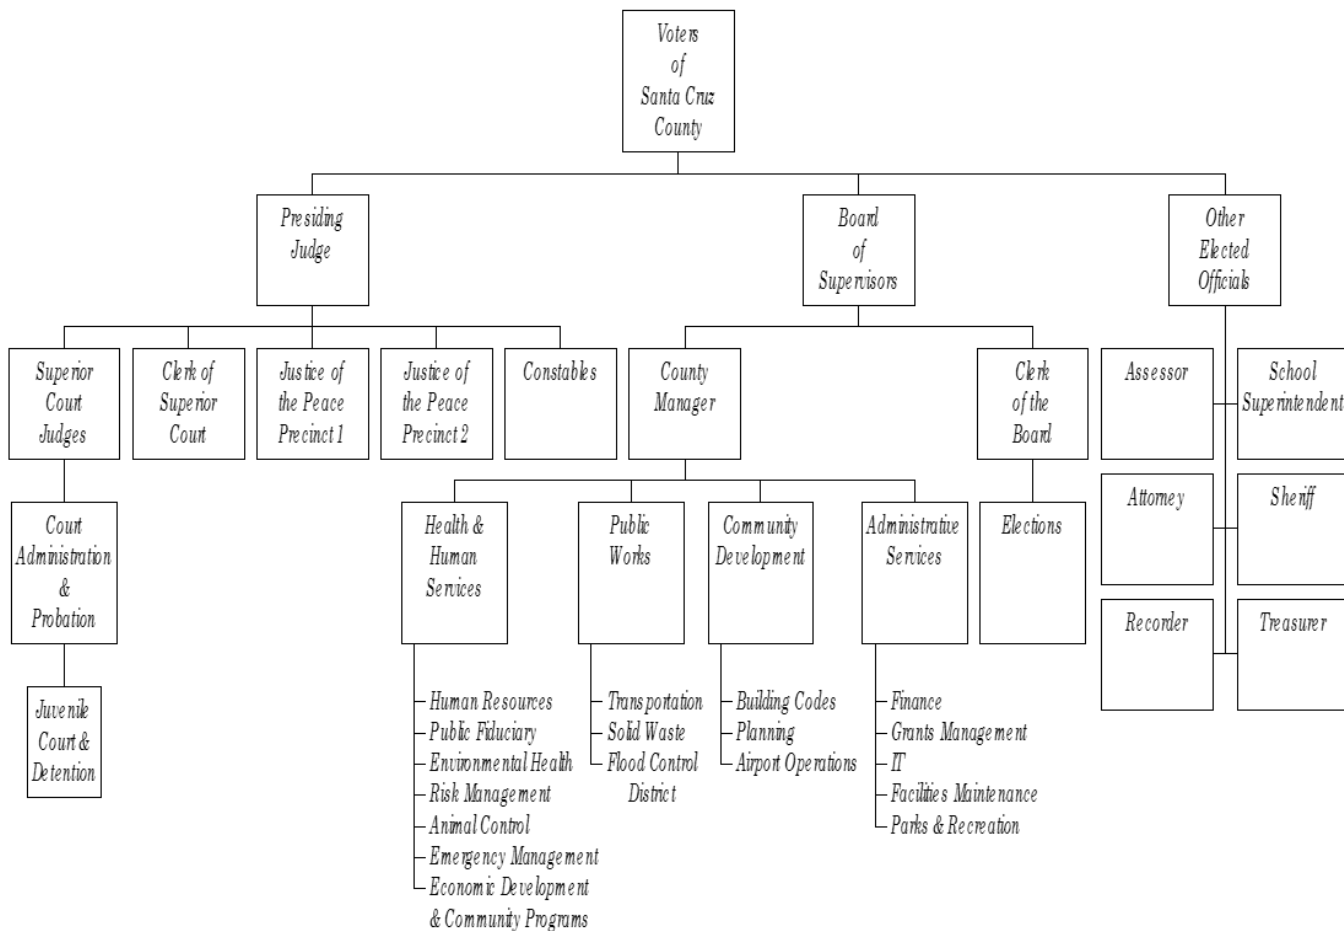 Voters
of
Santa Cruz
County
Presiding
Judge
Board
of
Supervisors
Other
Elected
Officials
Superior
Court
Judges
Clerk of
Superior
Court
Justice of
the Peace
Precinct 1
Justice of
the Peace
Precinct 2
Constables
County
Manager
Clerk
of the
Board
Assessor
School
Superintendent
Court
Administration
&
Probation
Health &
Human
Services
Public
Works
Community
Development
Administrative
Services
Elections
Attorney
Sheriff
Recorder
Treasurer
Juvenile
Court &
Detention
Human Resources
Public Fiduciary
Environmental Health
Risk Management
Animal Control
Emergency Management
Economic Development
& Community Programs
Transportation
Solid Waste
Flood Control
District
Building Codes
Planning
Airport Operations
Finance
Grants Management
IT
Facilities Maintenance
Parks & Recreation